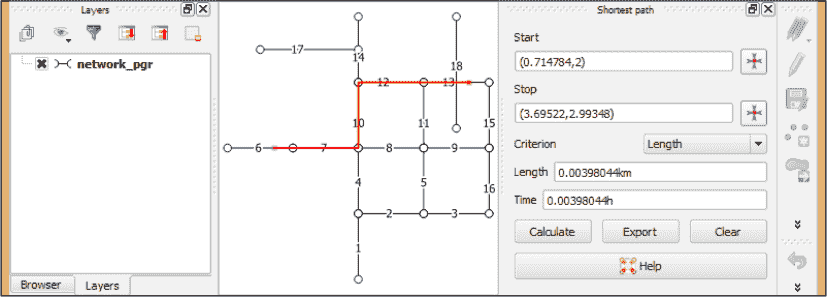 Layers
network_pgr
Browser
Layers
17
14
18
12
13
10
11
15
6
7
8
9
4
5
16
2
3
1
Shortest path
Start
(0.714784,2)
Stop
(3.69522,2.99348)
Criterion
Length
Length
0.00398044km
Time
0.00398044h
Calculate
Export
Clear
Help